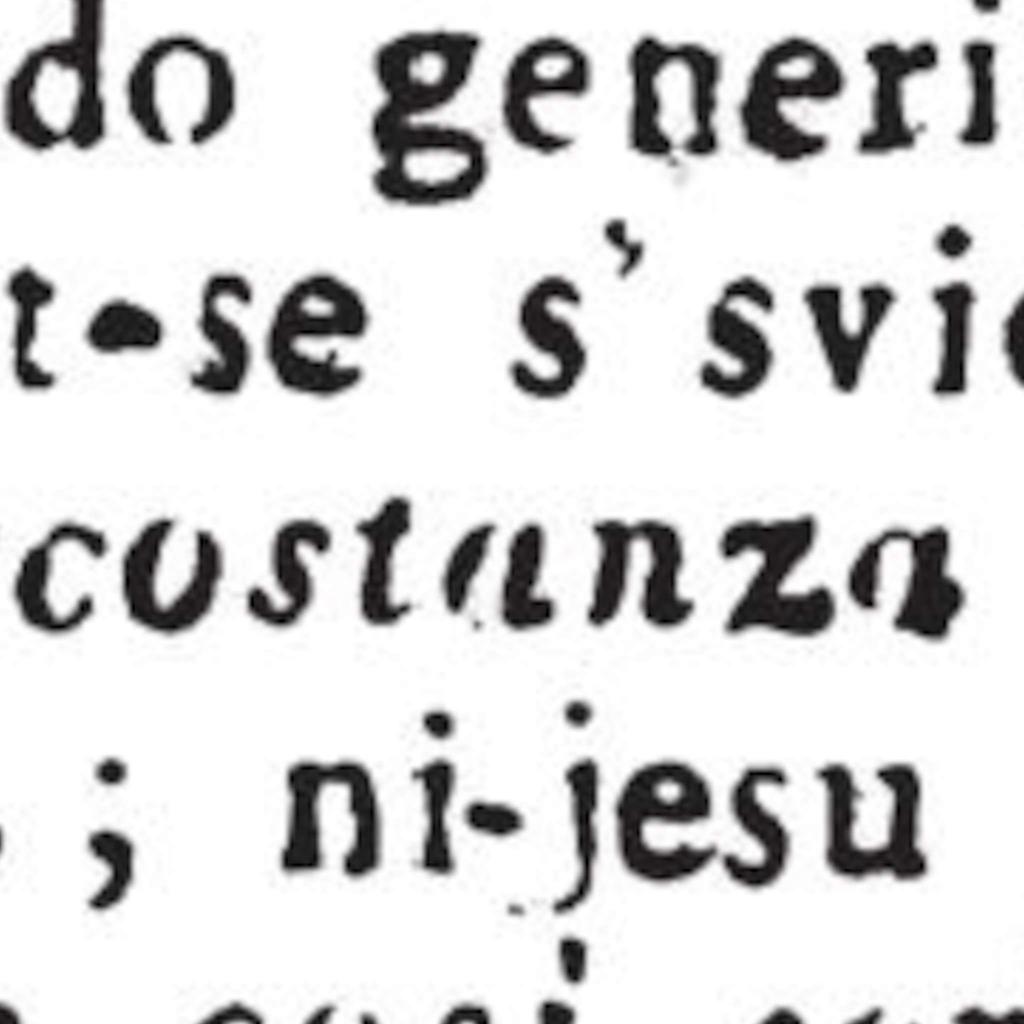 do generi
t-se s'svi
costanza
; ni-jesu